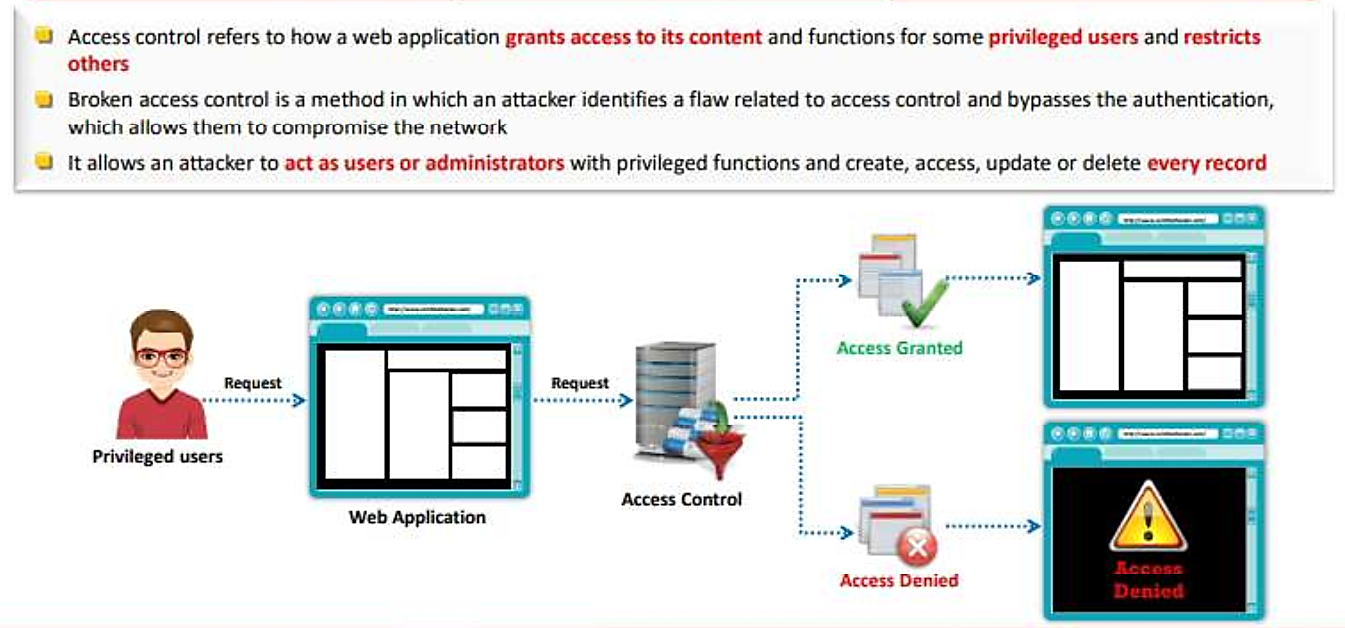 Access control refers to how a web application grants access to its content and functions for some privileged users and restricts
others
Broken access control is a method in which an attacker identifies a flaw related to access control and bypasses the authentication,
which allows them to compromise the network
It allows an attacker to act as users or administrators with privileged functions and create, access, update or delete every record
Request
Privileged users
Web Application
Request
Access Control
Access Granted
Access Denied
Access
Denied